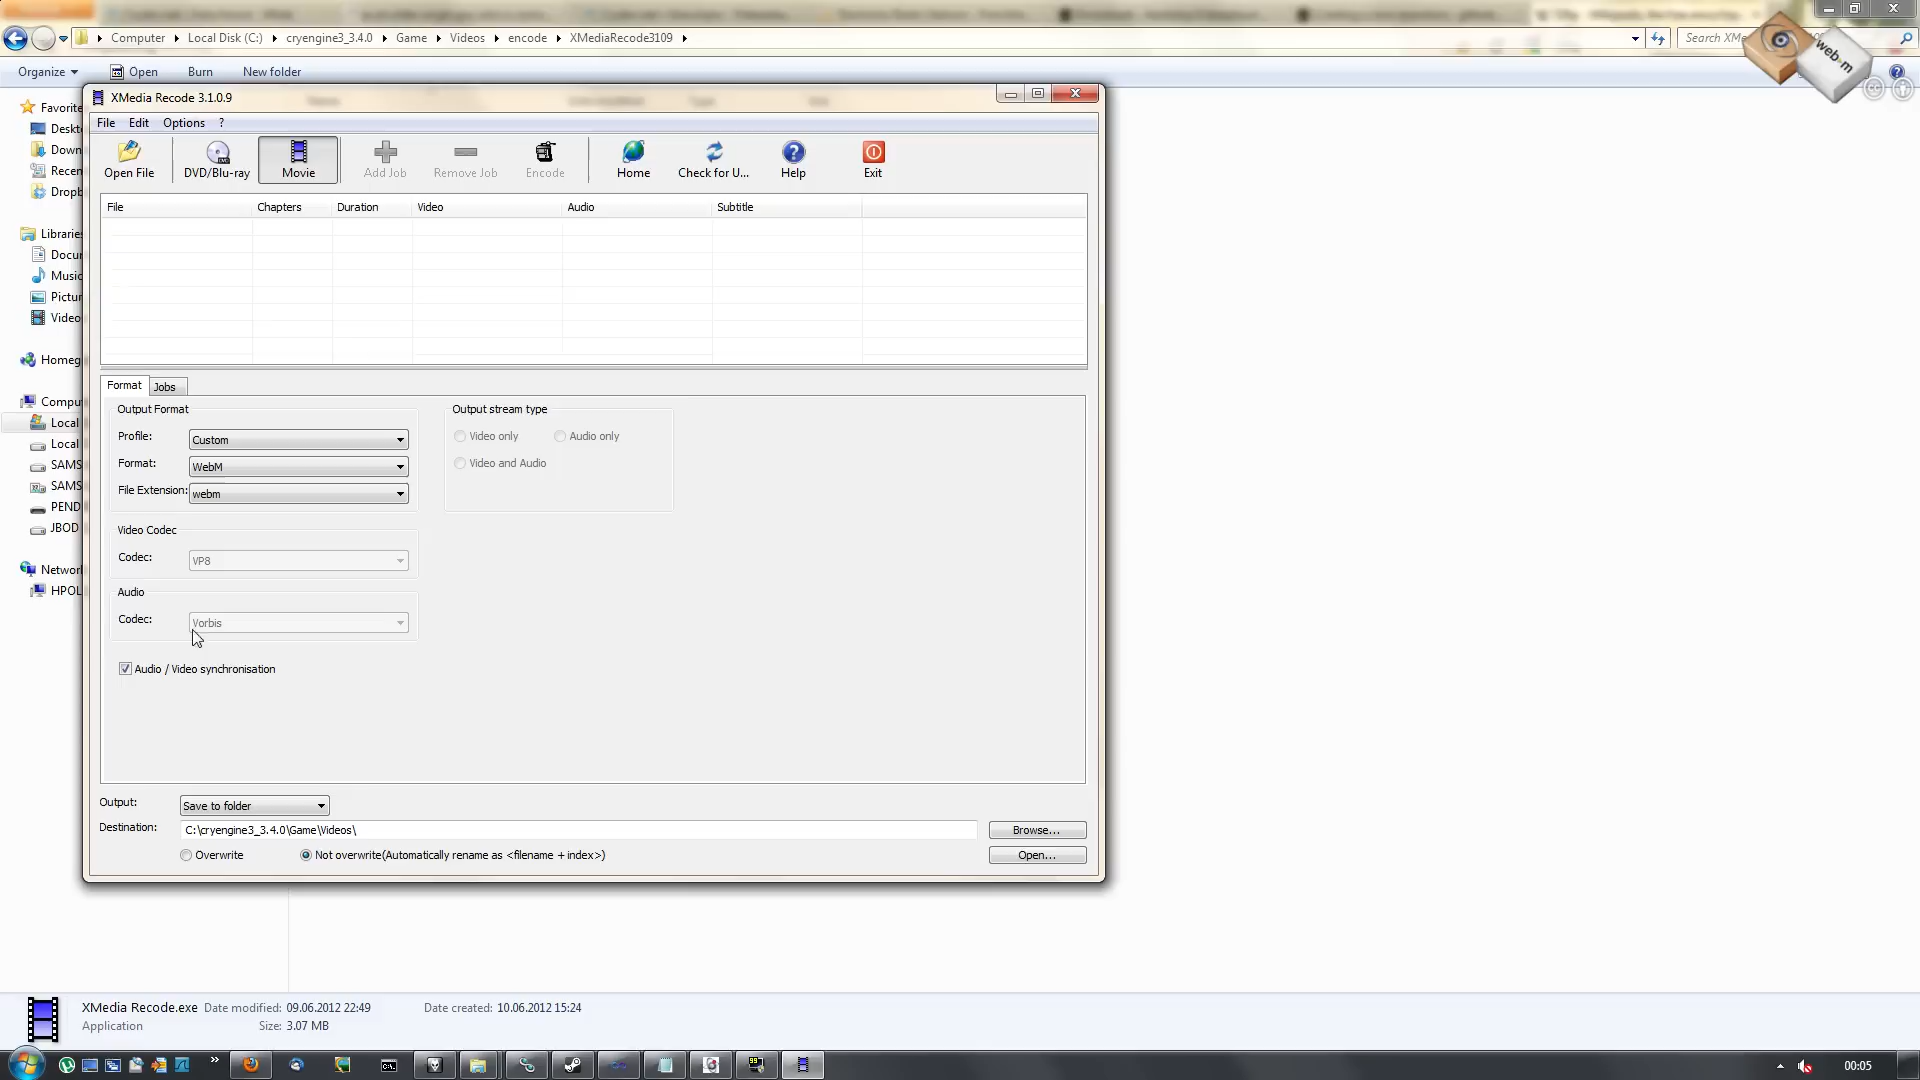 Computer ▸ Local Disk (C:) ▸ cryengine3_3.4.0 ▸ Game ▸ Videos ▸ encode ▸ XMediaRecode3109 ▸
Search XMe
web m
Organize ▾ Open Burn New folder
XMedia Recode 3.1.0.9
File Edit Options ?
Open File DVD/Blu-ray Movie Add Job Remove Job Encode Home Check for U... Help Exit
File Chapters Duration Video Audio Subtitle
Favorite
Deskto
Down
Recen
Dropb
Librarie
Docu
Music
Pictur
Video
Homeg
Compu
Local
Local
SAMS
SAMS
PEND
JBOD
Networ
HPOL
Format Jobs
Output Format Output stream type
Profile: Custom Video only Audio only
Format: WebM Video and Audio
File Extension: webm
Video Codec
Codec: VP8
Audio
Codec: Vorbis
Audio / Video synchronisation
Output: Save to folder
Destination: C:\cryengine3_3.4.0\Game\Videos\ Browse...
Overwrite Not overwrite(Automatically rename as <filename + index>) Open...
XMedia Recode.exe Date modified: 09.06.2012 22:49 Date created: 10.06.2012 15:24
Application Size: 3.07 MB
00:05